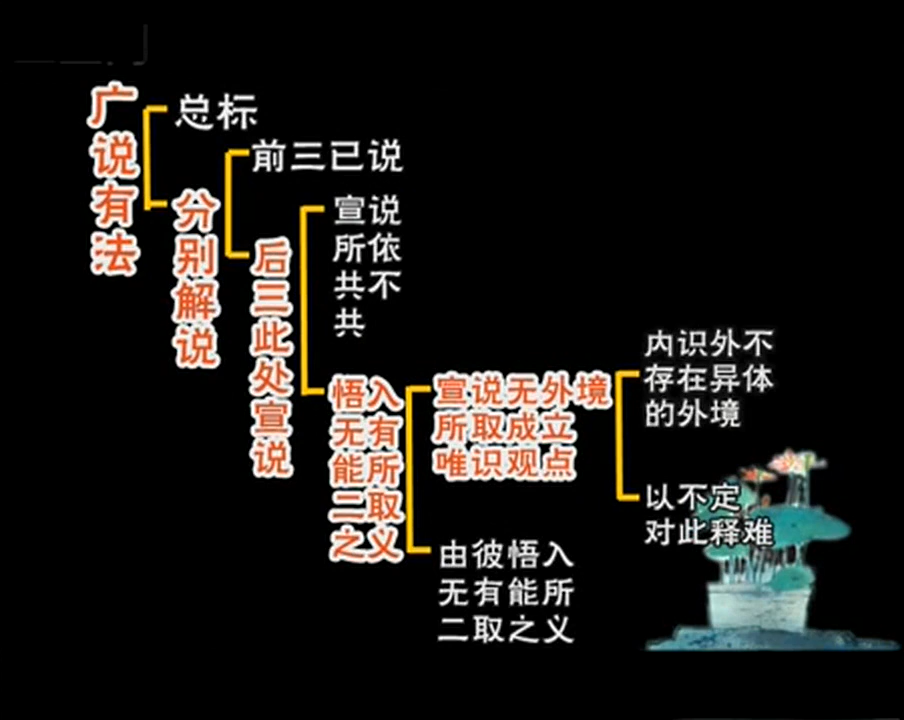 广说有法
总标
分别解说
前三已说
后三此处宣说
宣说
所依
共不
共
悟入
无有
能所
二取
之义
宣说无外境
所取成立
唯识观点
内识外不
存在异体
的外境
以不定
对此释难
由彼悟入
无有能所
二取之义